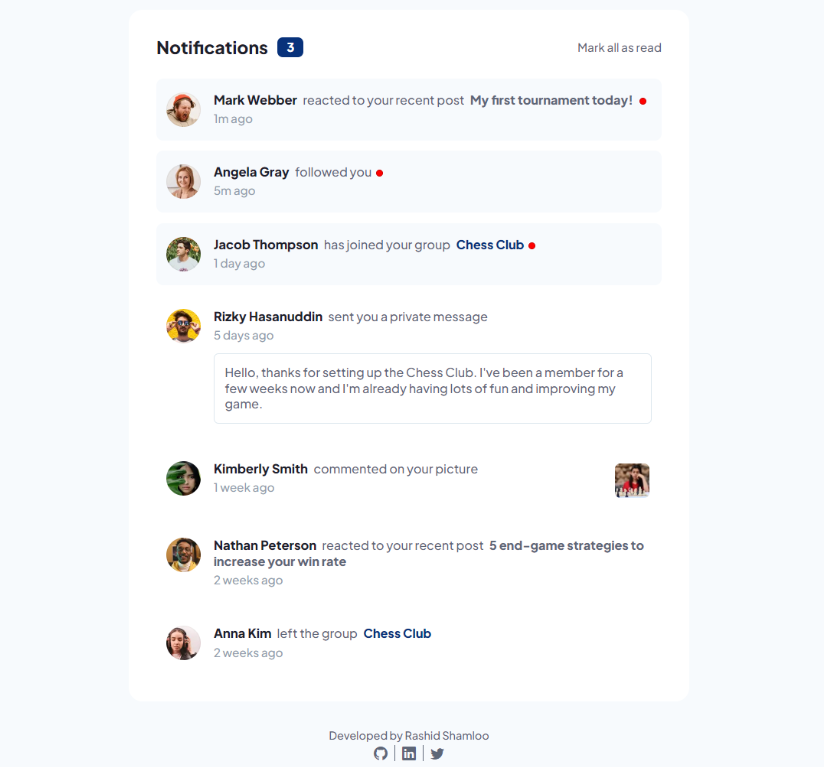 Notifications 3
Mark all as read
Mark Webber reacted to your recent post My first tournament today!
1m ago
Angela Gray followed you
5m ago
Jacob Thompson has joined your group Chess Club
1 day ago
Rizky Hasanuddin sent you a private message
5 days ago
Hello, thanks for setting up the Chess Club. I've been a member for a
few weeks now and I'm already having lots of fun and improving my
game.
Kimberly Smith commented on your picture
1 week ago
Nathan Peterson reacted to your recent post 5 end-game strategies to
increase your win rate
2 weeks ago
Anna Kim left the group Chess Club
2 weeks ago
Developed by Rashid Shamloo